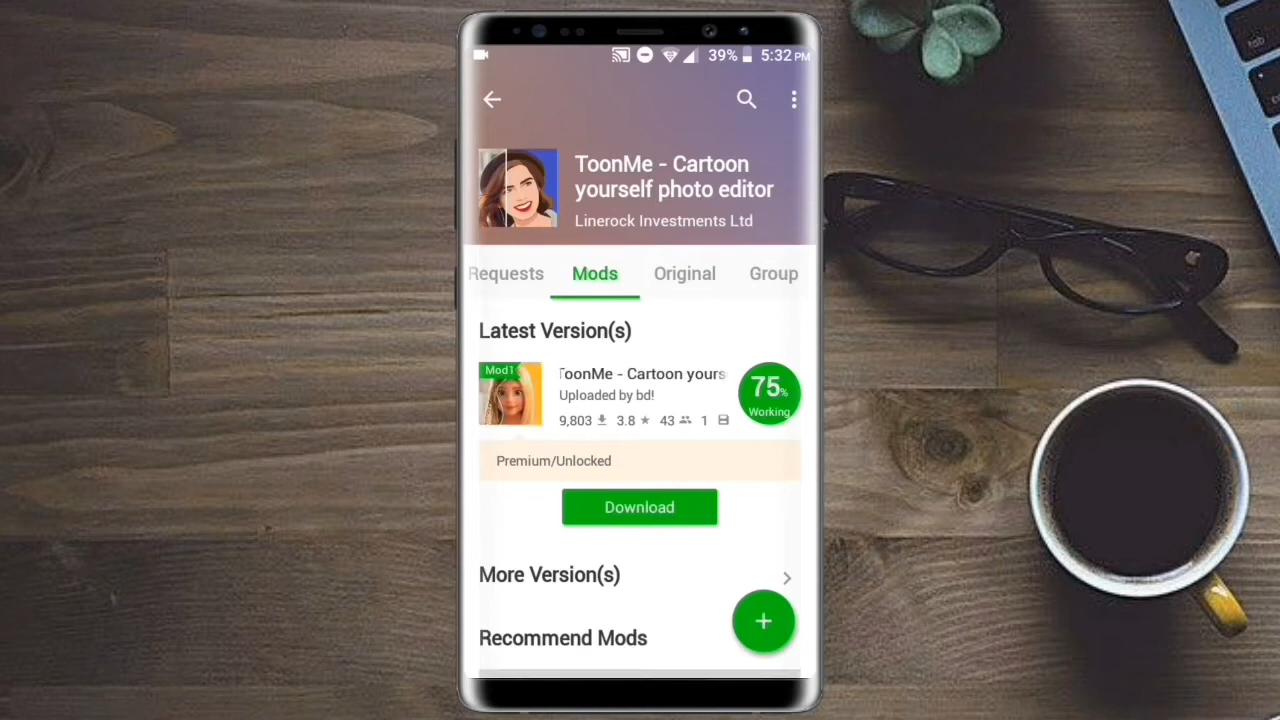 39% 5:32 PM
ToonMe - Cartoon
yourself photo editor
Linerock Investments Ltd
Requests Mods Original Group
Latest Version(s)
Mod1
ToonMe - Cartoon yours
Uploaded by bd!
9,803 3.8 43 1
75%
Working
Premium/Unlocked
Download
More Version(s)
+
Recommend Mods
tab